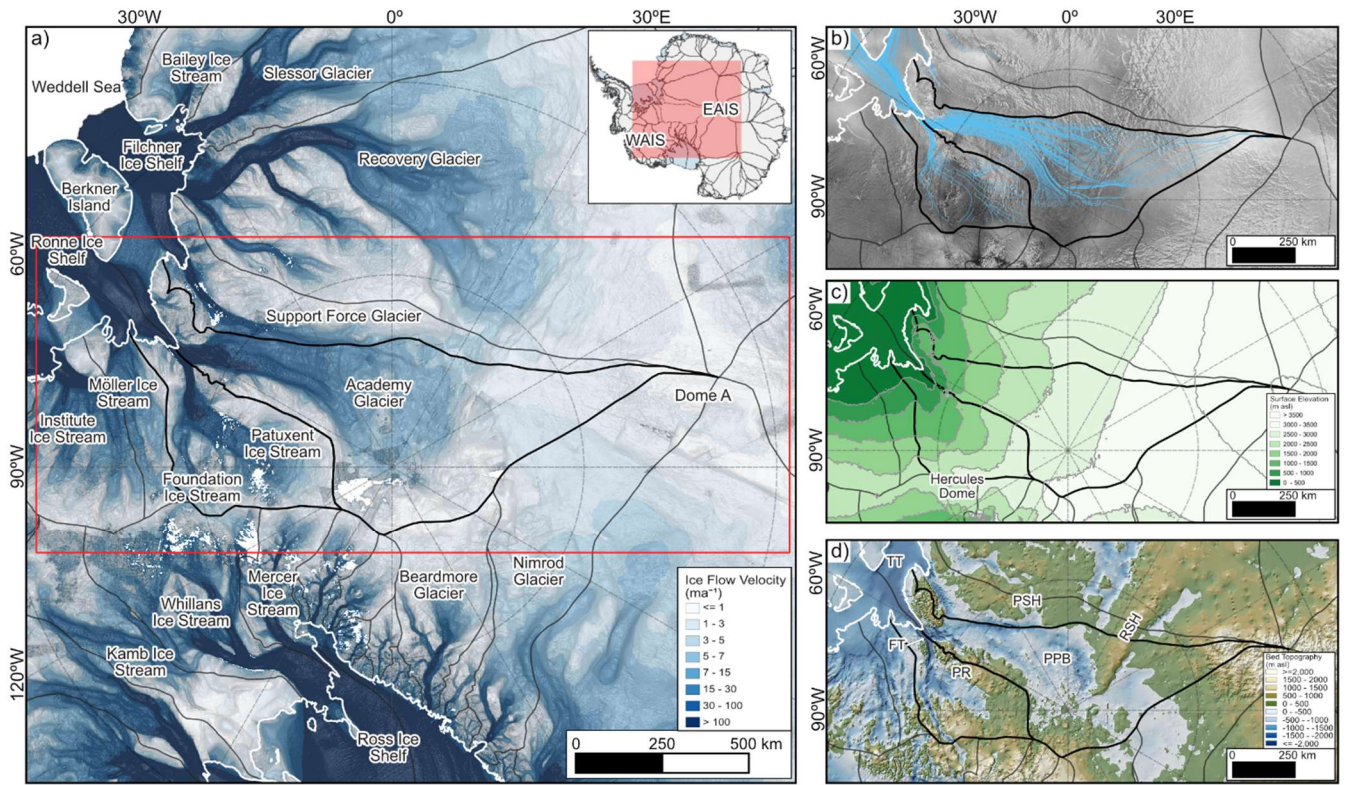 30ºW
0º
30ºE
a)
Weddell Sea
Bailey Ice
Stream
Slessor Glacier
Filchner
Ice Shelf
Recovery Glacier
Berkner
Island
Ronne Ice
Shelf
60ºW
Support Force Glacier
Möller Ice
Stream
Academy
Glacier
Dome A
Institute
Ice Stream
Patuxent
Ice Stream
90ºW
Foundation
Ice Stream
Mercer
Ice
Stream
Beardmore
Glacier
Nimrod
Glacier
Whillans
Ice Stream
Kamb Ice
Stream
120ºW
Ross Ice
Shelf
EAIS
WAIS
Ice Flow Velocity
(ma⁻¹)
<= 1
1 - 3
3 - 5
5 - 7
7 - 15
15 - 30
30 - 100
> 100
0 250 500 km
30ºW
0º
30ºE
b)
60ºW
90ºW
0 250 km
c)
60ºW
90ºW
Hercules
Dome
Surface Elevation
(m asl)
> 3500
3000 - 3500
2500 - 3000
2000 - 2500
1500 - 2000
1000 - 1500
500 - 1000
0 - 500
0 250 km
d)
60ºW
90ºW
TT
PSH
RSH
FT
PR
PPB
Bed Topography
(m asl)
>=2,000
1500 - 2000
1000 - 1500
500 - 1000
0 - 500
0 - -500
-500 - -1000
-1000 - -1500
-1500 - -2000
<= -2,000
0 250 km